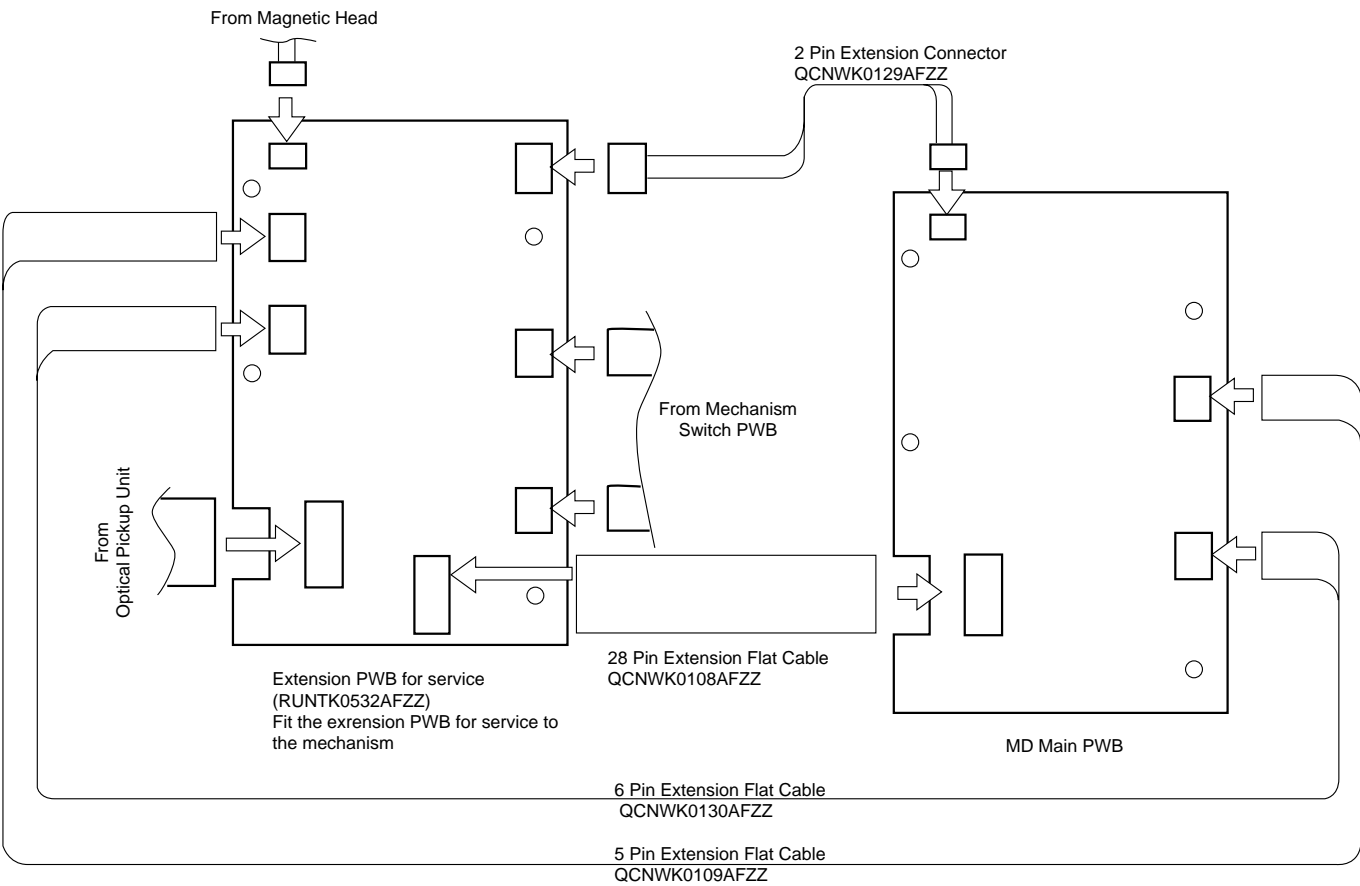 From Magnetic Head
2 Pin Extension Connector
QCNWK0129AFZZ
From Mechanism
Switch PWB
From
Optical Pickup Unit
28 Pin Extension Flat Cable
QCNWK0108AFZZ
Extension PWB for service
(RUNTK0532AFZZ)
Fit the exrension PWB for service to
the mechanism
MD Main PWB
6 Pin Extension Flat Cable
QCNWK0130AFZZ
5 Pin Extension Flat Cable
QCNWK0109AFZZ